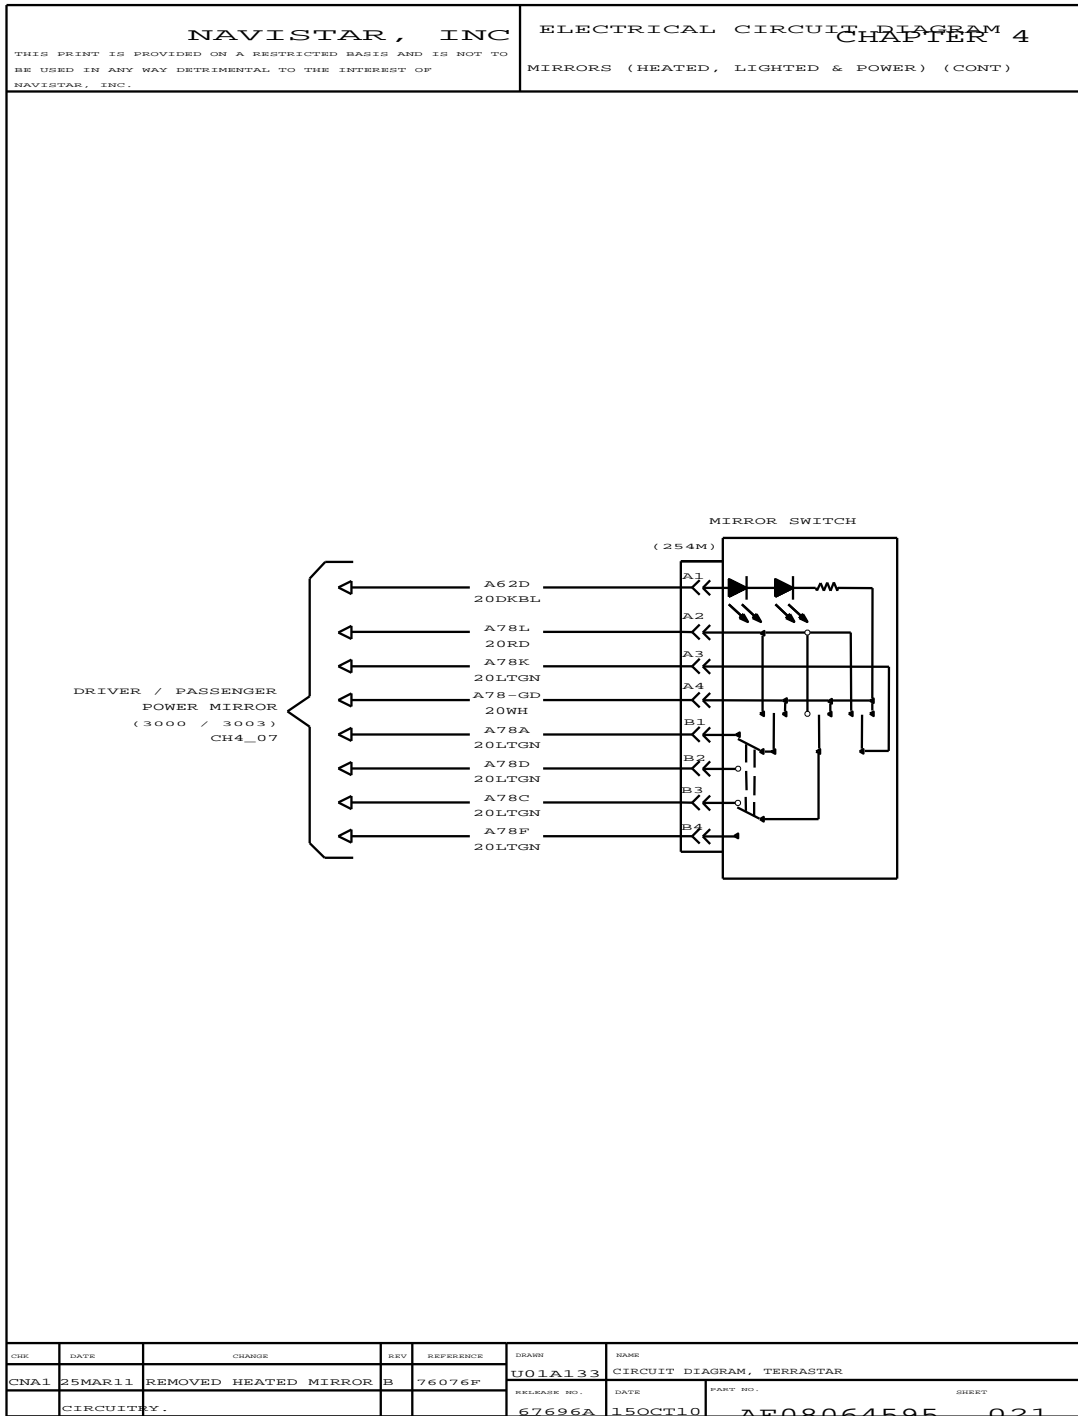 NAVISTAR, INC
THIS PRINT IS PROVIDED ON A RESTRICTED BASIS AND IS NOT TO
BE USED IN ANY WAY DETRIMENTAL TO THE INTEREST OF
NAVISTAR, INC.
ELECTRICAL CIRCUIT DIAGRAM
CHAPTER 4
MIRRORS (HEATED, LIGHTED & POWER) (CONT)
MIRROR SWITCH
(254M)
A1
A62D
20DKBL
A2
A78L
20RD
A3
A78K
20LTGN
A4
A78-GD
20WH
B1
A78A
20LTGN
B2
A78D
20LTGN
B3
A78C
20LTGN
B4
A78F
20LTGN
DRIVER / PASSENGER
POWER MIRROR
(3000 / 3003)
CH4_07
CHK DATE CHANGE REV REFERENCE
CNA1 25MAR11 REMOVED HEATED MIRROR B 76076F
CIRCUITRY.
DRAWN
U01A133
NAME
CIRCUIT DIAGRAM, TERRASTAR
RELEASE NO.
67696A
DATE
15OCT10
PART NO.
AF08064595
SHEET
021